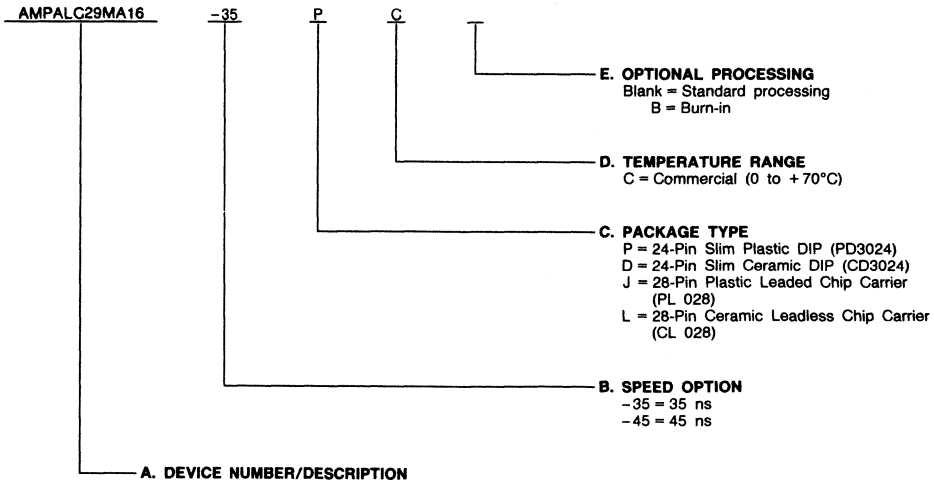 AMPALC29MA16 -35 P C
E. OPTIONAL PROCESSING
Blank = Standard processing
B = Burn-in
D. TEMPERATURE RANGE
C = Commercial (0 to +70°C)
C. PACKAGE TYPE
P = 24-Pin Slim Plastic DIP (PD3024)
D = 24-Pin Slim Ceramic DIP (CD3024)
J = 28-Pin Plastic Leaded Chip Carrier
(PL 028)
L = 28-Pin Ceramic Leadless Chip Carrier
(CL 028)
B. SPEED OPTION
-35 = 35 ns
-45 = 45 ns
A. DEVICE NUMBER/DESCRIPTION